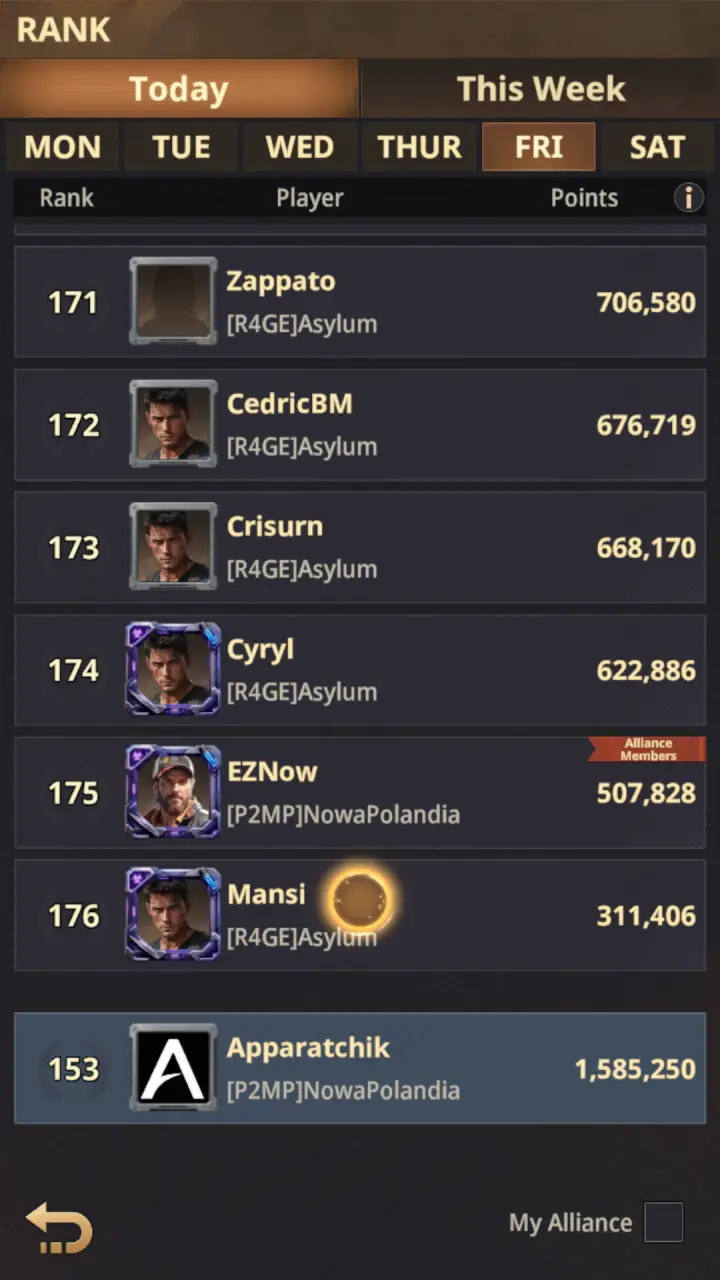 RANK
Today
This Week
MON
TUE
WED
THUR
FRI
SAT
Rank
Player
Points
i
171
Zappato
[R4GE]Asylum
706,580
172
CedricBM
[R4GE]Asylum
676,719
173
Crisurn
[R4GE]Asylum
668,170
174
Cyryl
[R4GE]Asylum
622,886
175
EZNow
[P2MP]NowaPolandia
Alliance
Members
507,828
176
Mansi
[R4GE]Asylum
311,406
153
Apparatchik
[P2MP]NowaPolandia
1,585,250
My Alliance